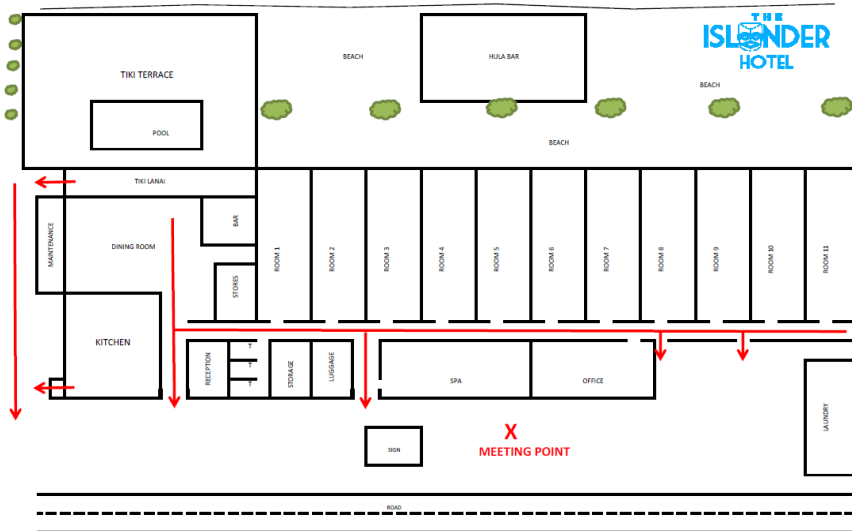 THE
ISLANDER
HOTEL
BEACH
HULA BAR
TIKI TERRACE
BEACH
POOL
BEACH
TIKI LANAI
MAINTENANCE
DINING ROOM
BAR
STORES
ROOM 1
ROOM 2
ROOM 3
ROOM 4
ROOM 5
ROOM 6
ROOM 7
ROOM 8
ROOM 9
ROOM 10
ROOM 11
KITCHEN
RECEPTION
T
T
T
STORAGE
LUGGAGE
SPA
OFFICE
LAUNDRY
SIGN
X
MEETING POINT
ROAD